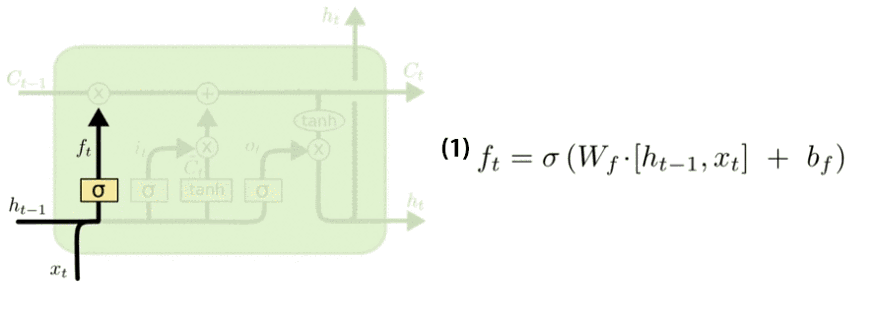 h_t
C_{t-1}
C_t
×
+
tanh
f_t
i_t
C̃_t
o_t
×
×
σ
σ
tanh
σ
h_{t-1}
h_t
x_t
(1) f_t = σ (W_f·[h_{t-1}, x_t] + b_f)